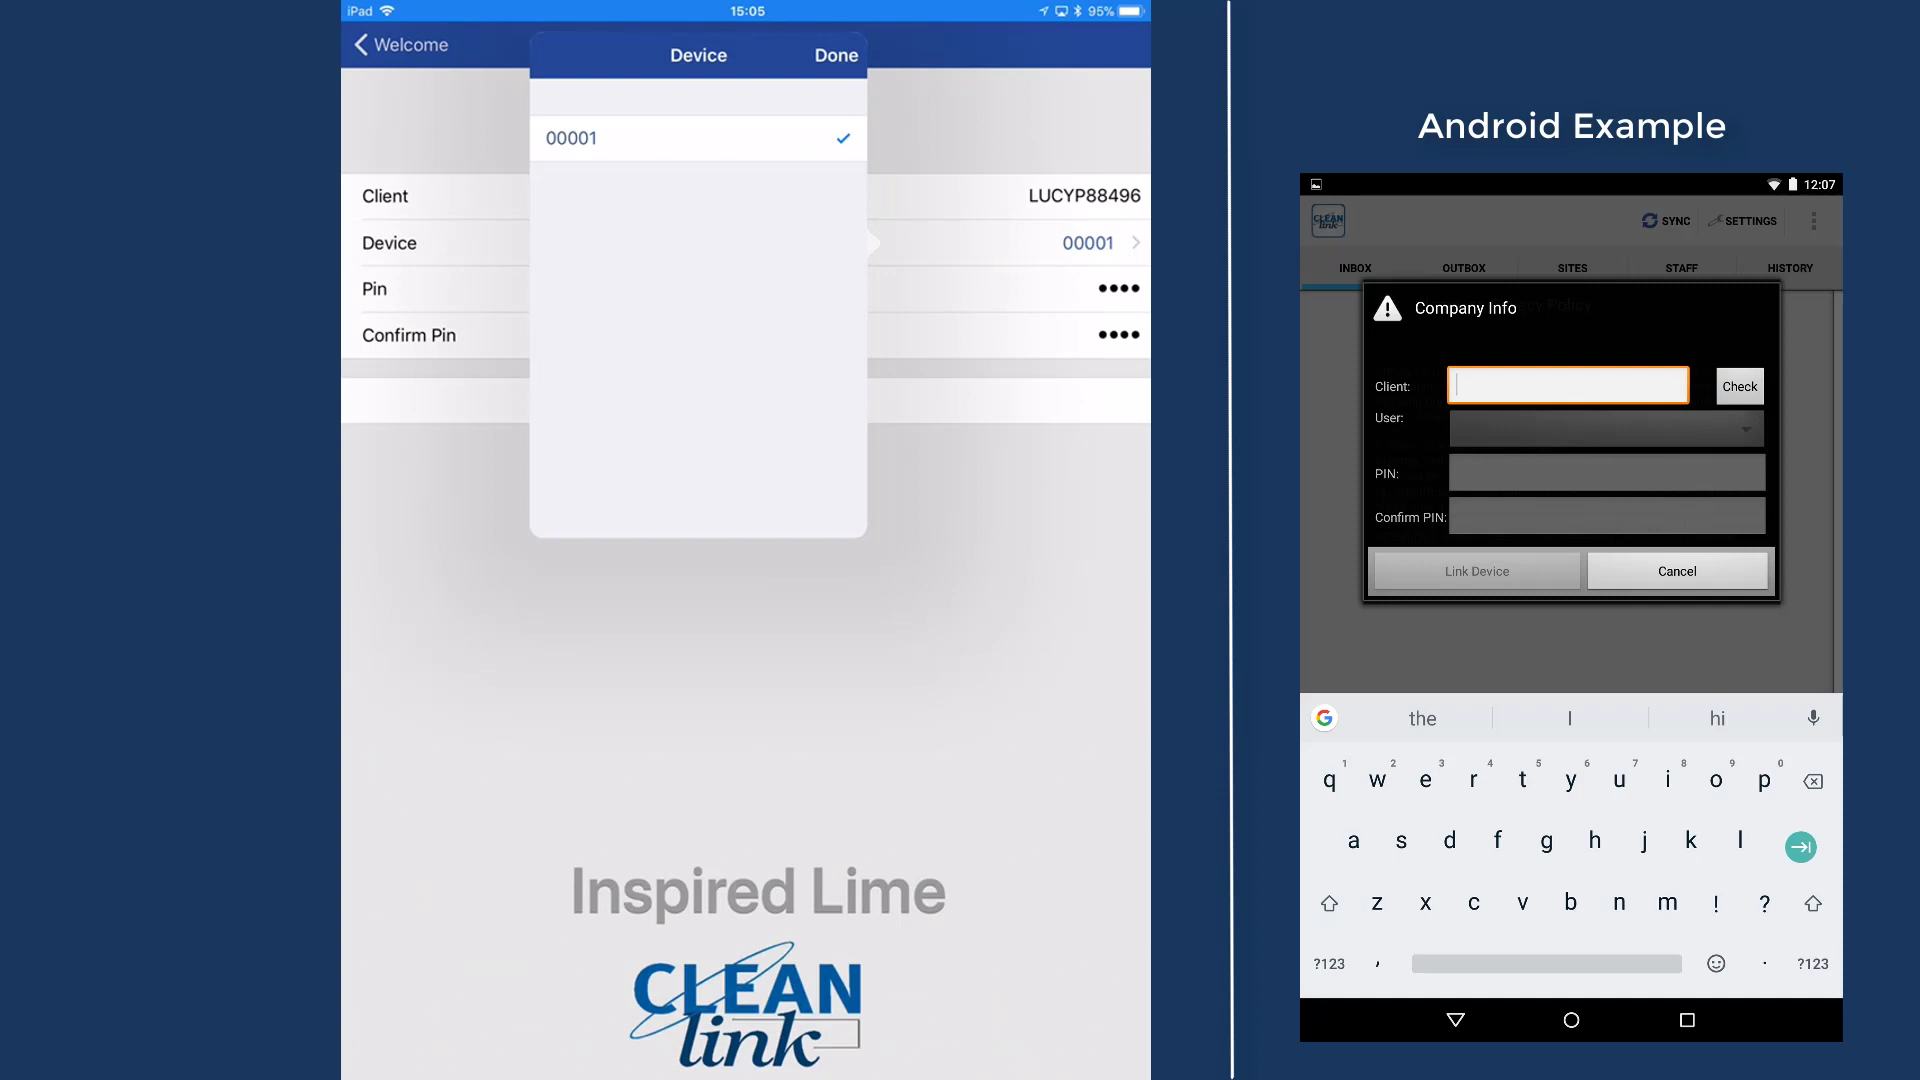 iPad 15:05 95%
Welcome
Device Done
00001
Client LUCYP88496
Device 00001
Pin ••••
Confirm Pin ••••
Inspired Lime
CLEAN
link
Android Example
12:07
CLEAN
link
SYNC SETTINGS
INBOX OUTBOX SITES STAFF HISTORY
Company Info
Client: Check
User:
PIN:
Confirm PIN:
Link Device Cancel
G the I hi
1 2 3 4 5 6 7 8 9 0
q w e r t y u i o p
a s d f g h j k l
z x c v b n m ! ?
?123 , . ?123